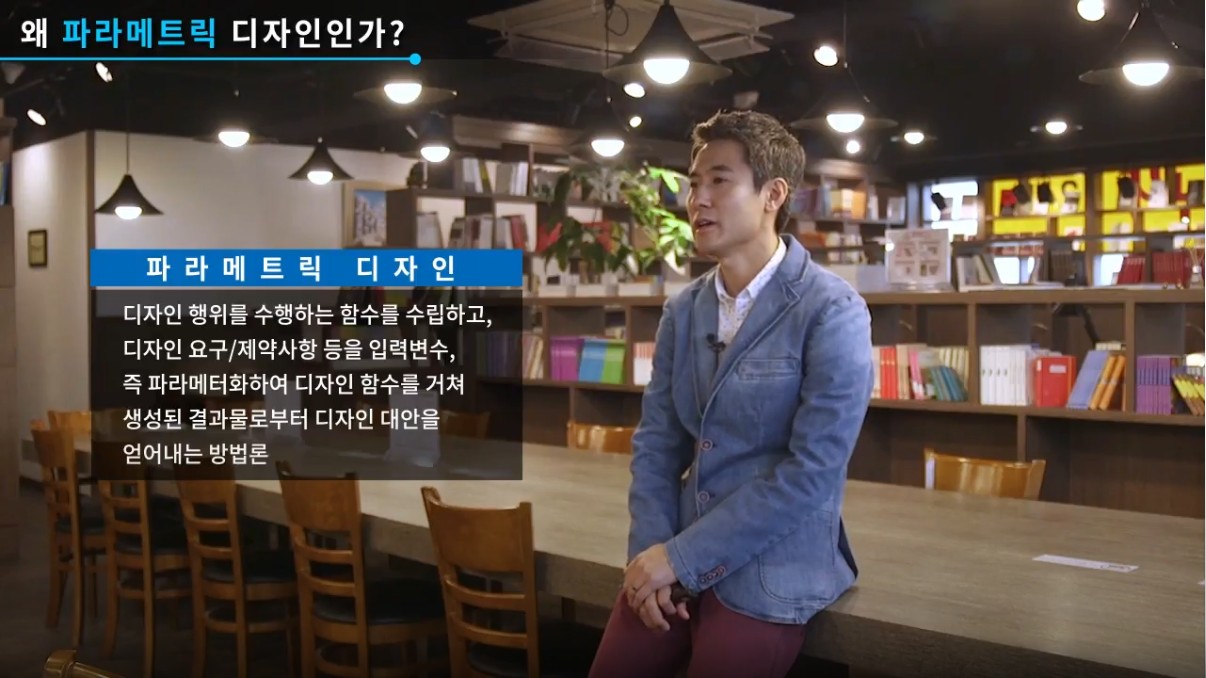 왜 파라메트릭 디자인인가?
파라메트릭 디자인
디자인 행위를 수행하는 함수를 수립하고,
디자인 요구/제약사항 등을 입력변수,
즉 파라메터화하여 디자인 함수를 거쳐
생성된 결과물로부터 디자인 대안을
얻어내는 방법론